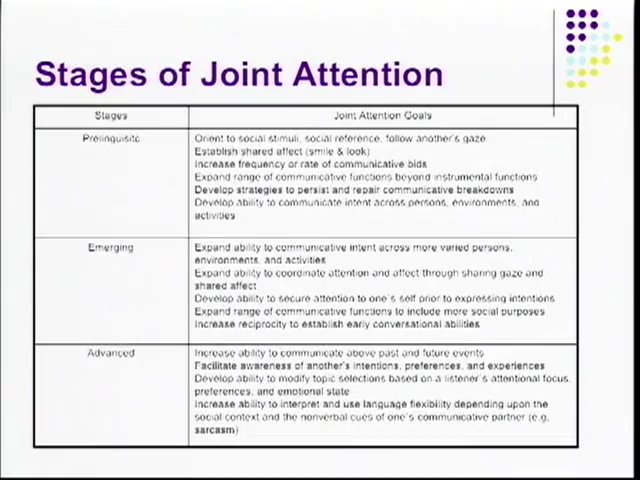 Stages of Joint Attention
Stages
Joint Attention Goals
Prelinguistic
Orient to social stimuli, social reference, follow another's gaze
Establish shared affect (smile & look)
Increase frequency or rate of communicative bids
Expand range of communicative functions beyond instrumental functions
Develop strategies to persist and repair communicative breakdowns
Develop ability to communicate intent across persons, environments, and
activities
Emerging
Expand ability to communicative intent across more varied persons,
environments, and activities
Expand ability to coordinate attention and affect through sharing gaze and
shared affect
Develop ability to secure attention to one's self prior to expressing intentions
Expand range of communicative functions to include more social purposes
Increase reciprocity to establish early conversational abilities
Advanced
Increase ability to communicate above past and future events
Facilitate awareness of another's intentions, preferences, and experiences
Develop ability to modify topic selections based on a listener's attentional focus,
preferences, and emotional state
Increase ability to interpret and use language flexibility depending upon the
social context and the nonverbal cues of one's communicative partner (e.g,
sarcasm)